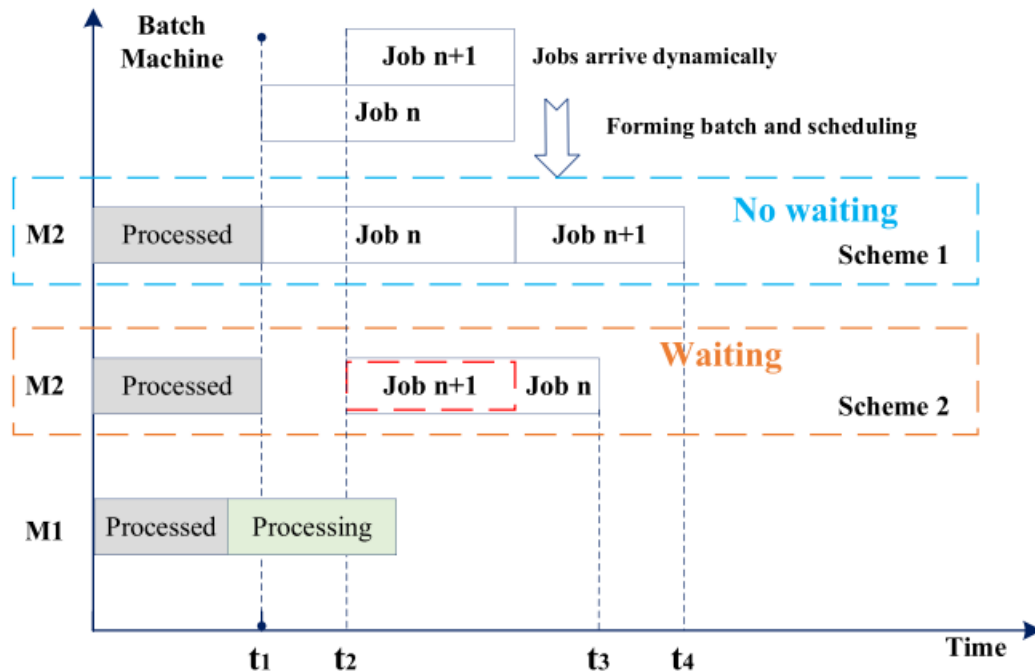 Batch
Machine
Job n+1
Jobs arrive dynamically
Job n
Forming batch and scheduling
No waiting
M2
Processed
Job n
Job n+1
Scheme 1
Waiting
M2
Processed
Job n+1
Job n
Scheme 2
M1
Processed
Processing
t1
t2
t3
t4
Time